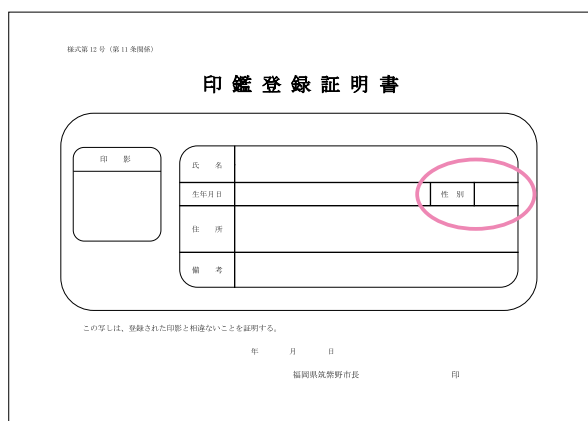 様式第12号（第11条関係）
印鑑登録証明書
印 影
氏 名
生年月日
性 別
住 所
備 考
この写しは、登録された印影と相違ないことを証明する。
年 月 日
福岡県筑紫野市長 印